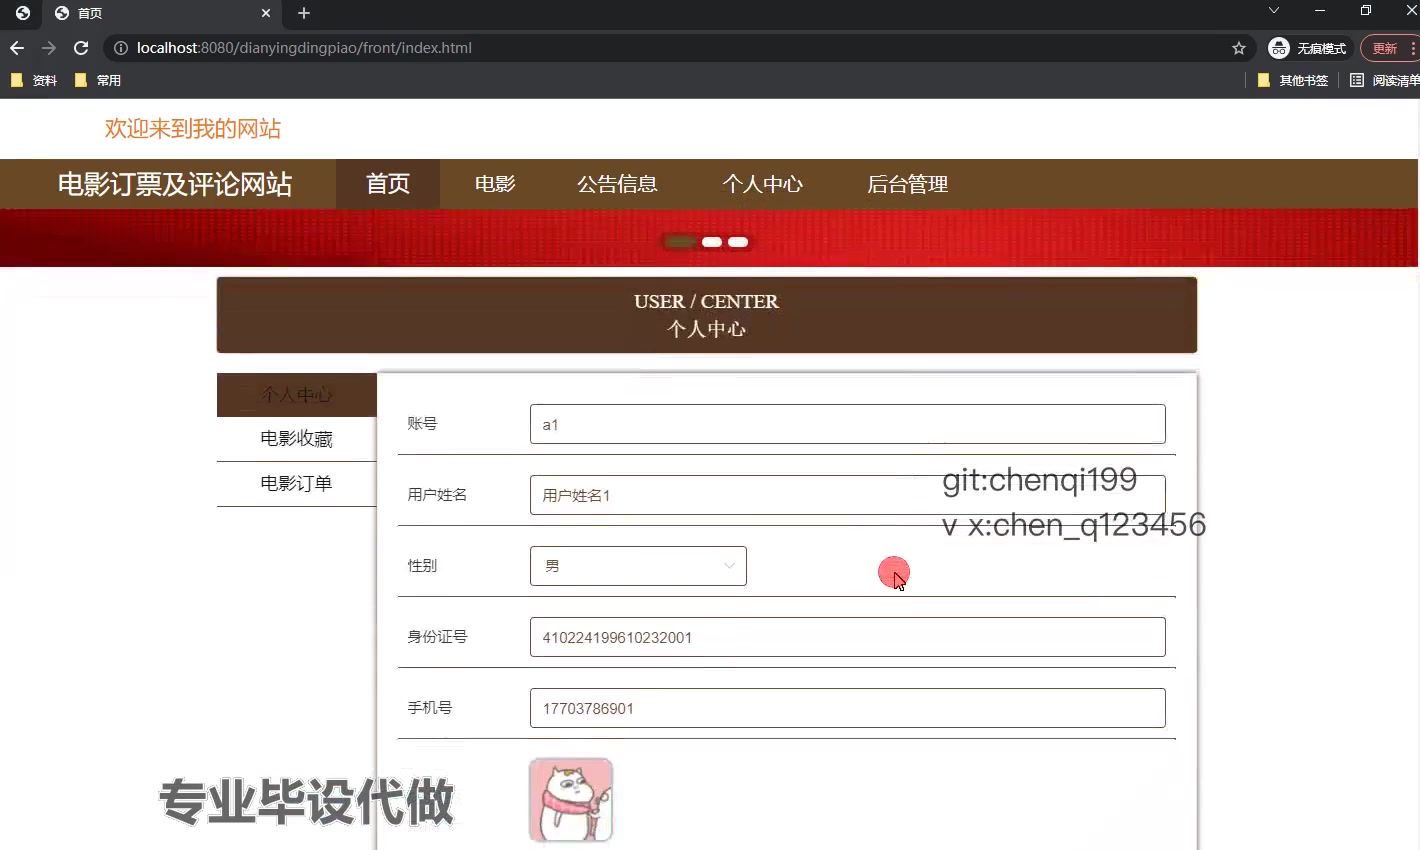 首页
localhost:8080/dianyingdingpiao/front/index.html
无痕模式
更新
资料
常用
其他书签
阅读清单
欢迎来到我的网站
电影订票及评论网站
首页
电影
公告信息
个人中心
后台管理
USER / CENTER
个人中心
个人中心
电影收藏
电影订单
账号
a1
用户姓名
用户姓名1
git:chenqi199
v x:chen_q123456
性别
男
身份证号
410224199610232001
手机号
17703786901
专业毕设代做